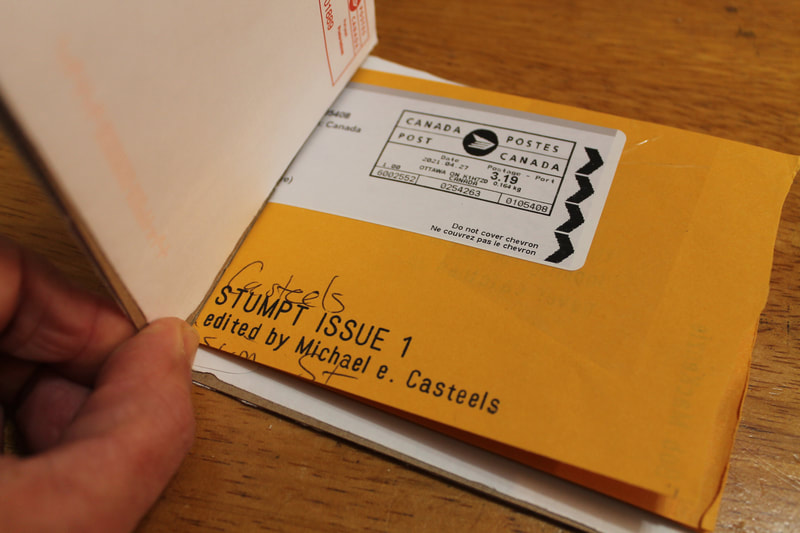 01889
CANADA POSTES
POST CANADA
Date
2021.04.27
Postage - Port
OTTAWA ON K1H7Z0
CANADA
3.19
0.164 kg
6002552
0254263
0105408
Canada
Do not cover chevron
Ne couvrez pas le chevron
Casteels
STUMPT ISSUE 1
edited by Michael e. Casteels
St